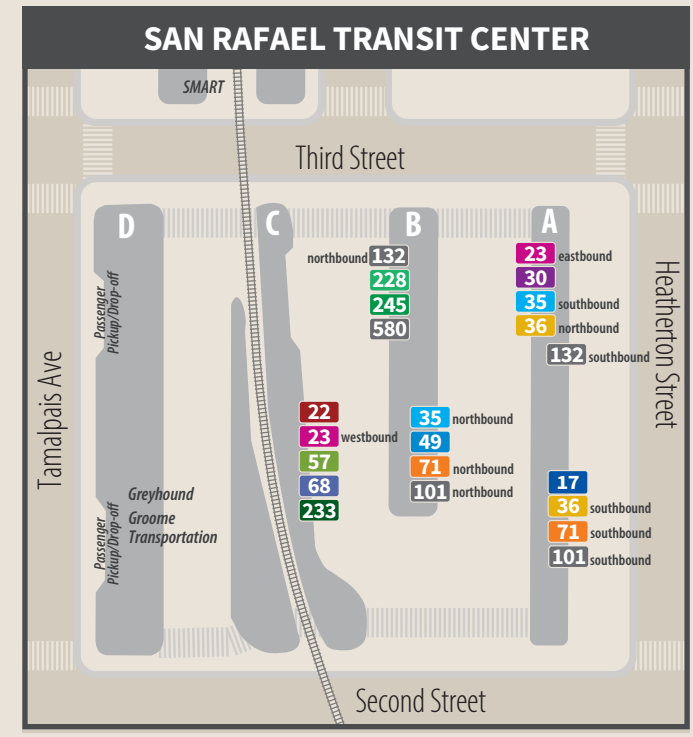 SAN RAFAEL TRANSIT CENTER
SMART
Third Street
D
C
B
A
Passenger
Pickup/Drop-off
northbound 132
228
245
580
23 eastbound
30
35 southbound
36 northbound
132 southbound
Heatherton Street
Tamalpais Ave
22
23 westbound
57
68
233
35 northbound
49
71 northbound
101 northbound
17
36 southbound
71 southbound
101 southbound
Greyhound
Groome
Transportation
Passenger
Pickup/Drop-off
Second Street